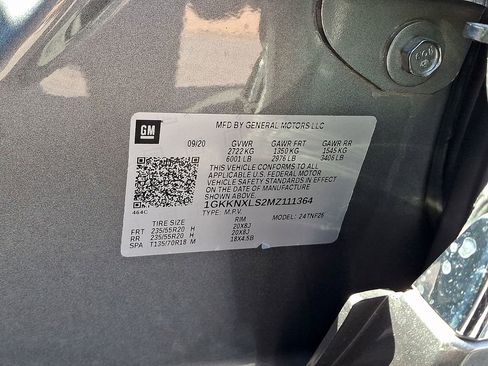 GM
MFD BY GENERAL MOTORS LLC
09/20 GVWR GAWR FRT GAWR RR
2722 KG 1350 KG 1545 KG
6001 LB 2976 LB 3406 LB
THIS VEHICLE CONFORMS TO ALL
APPLICABLE U.S. FEDERAL MOTOR
VEHICLE SAFETY STANDARDS IN EFFECT
ON THE DATE OF MANUFACTURE
SHOWN ABOVE
1GKKNXLS2MZ111364
464C TYPE: M.P.V. MODEL: 24TNF26
TIRE SIZE RIM
FRT 235/55R20 H 20X8J
RR 235/55R20 H 20X8J
SPA T135/70R18 M 18X4.5B